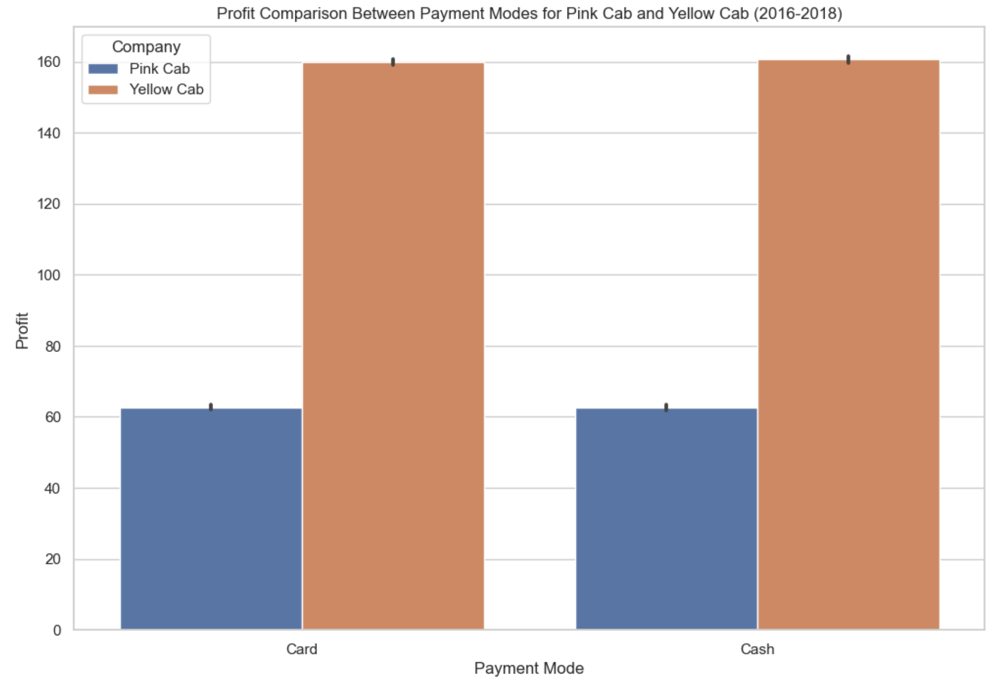 Profit Comparison Between Payment Modes for Pink Cab and Yellow Cab (2016-2018)
Company
Pink Cab
Yellow Cab
160
140
120
100
80
60
40
20
0
Profit
Card
Cash
Payment Mode